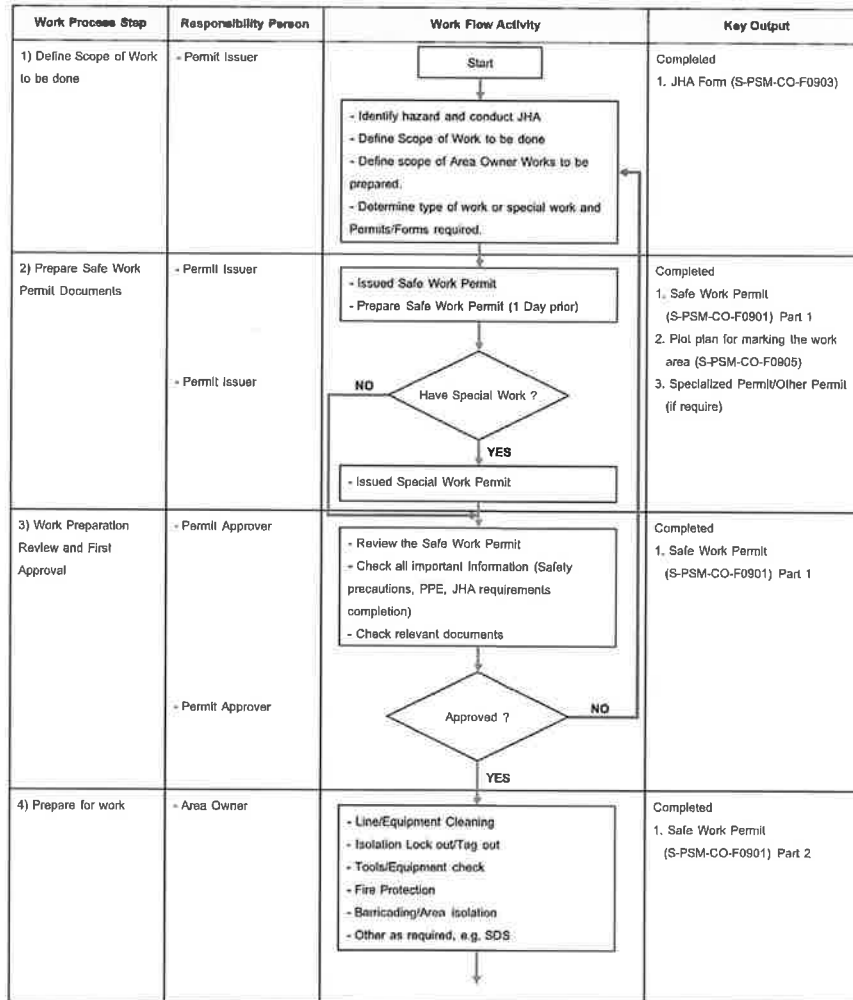 Work Process Step
Responsibility Person
Work Flow Activity
Key Output
1) Define Scope of Work
to be done
- Permit Issuer
Start
- Identify hazard and conduct JHA
- Define Scope of Work to be done
- Define scope of Area Owner Works to be
prepared.
- Determine type of work or special work and
Permits/Forms required.
Completed
1. JHA Form (S-PSM-CO-F0903)
2) Prepare Safe Work
Permit Documents
- Permit Issuer
- Issued Safe Work Permit
- Prepare Safe Work Permit (1 Day prior)
- Permit Issuer
NO
Have Special Work ?
YES
- Issued Special Work Permit
Completed
1. Safe Work Permit
(S-PSM-CO-F0901) Part 1
2. Plot plan for marking the work
area (S-PSM-CO-F0905)
3. Specialized Permit/Other Permit
(if require)
3) Work Preparation
Review and First
Approval
- Permit Approver
- Review the Safe Work Permit
- Check all important Information (Safety
precautions, PPE, JHA requirements
completion)
- Check relevant documents
- Permit Approver
Approved ?
NO
YES
Completed
1. Safe Work Permit
(S-PSM-CO-F0901) Part 1
4) Prepare for work
- Area Owner
- Line/Equipment Cleaning
- Isolation Lock out/Tag out
- Tools/Equipment check
- Fire Protection
- Barricading/Area isolation
- Other as required, e.g. SDS
Completed
1. Safe Work Permit
(S-PSM-CO-F0901) Part 2